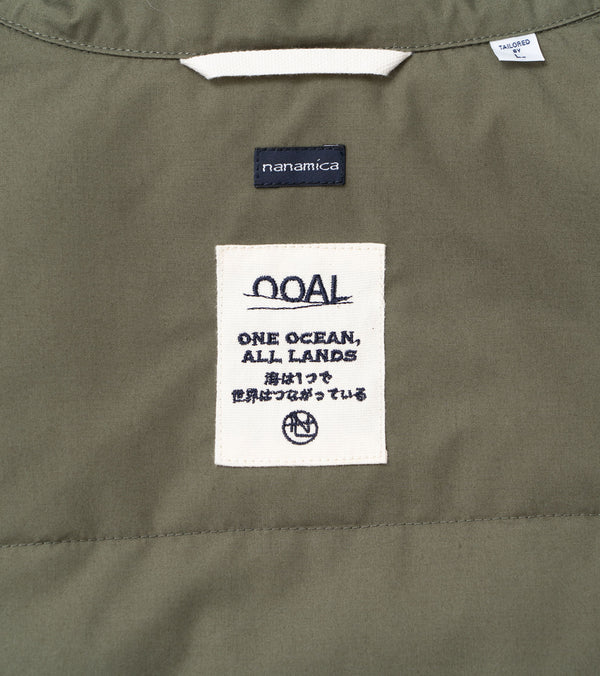 TAILORED
BY
nanamica
OOAL
ONE OCEAN,
ALL LANDS
海は1つで
世界はつながっている